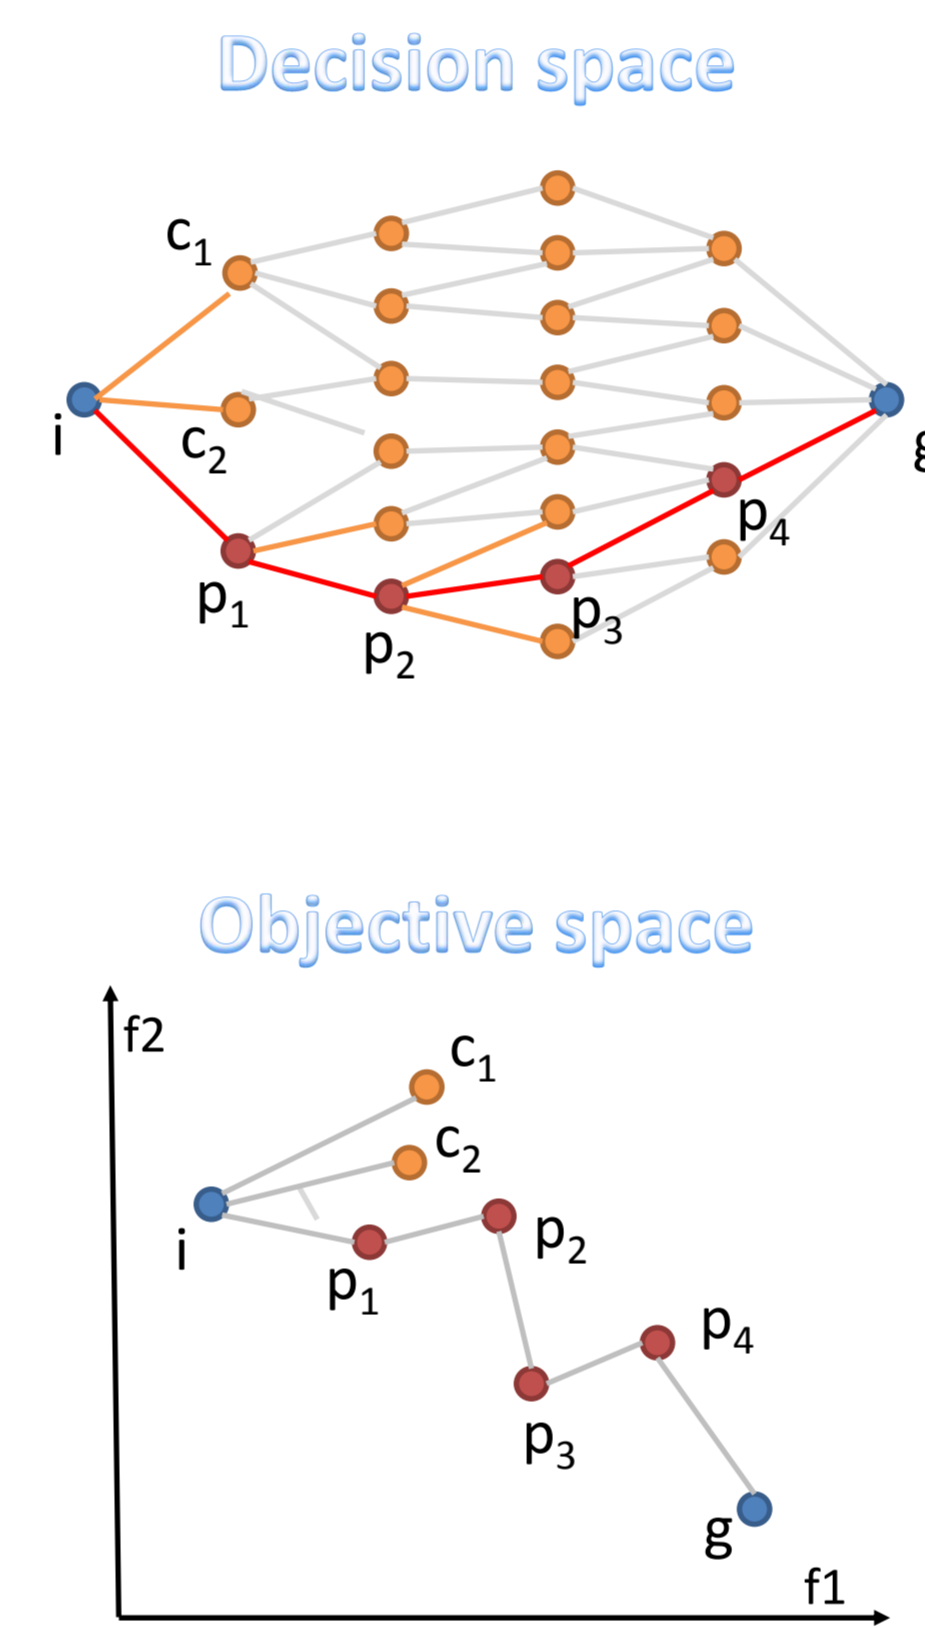 Decision space
c1
i
c2
g
p4
p1
p3
p2
Objective space
f2
c1
c2
i
p2
p1
p4
p3
g
f1